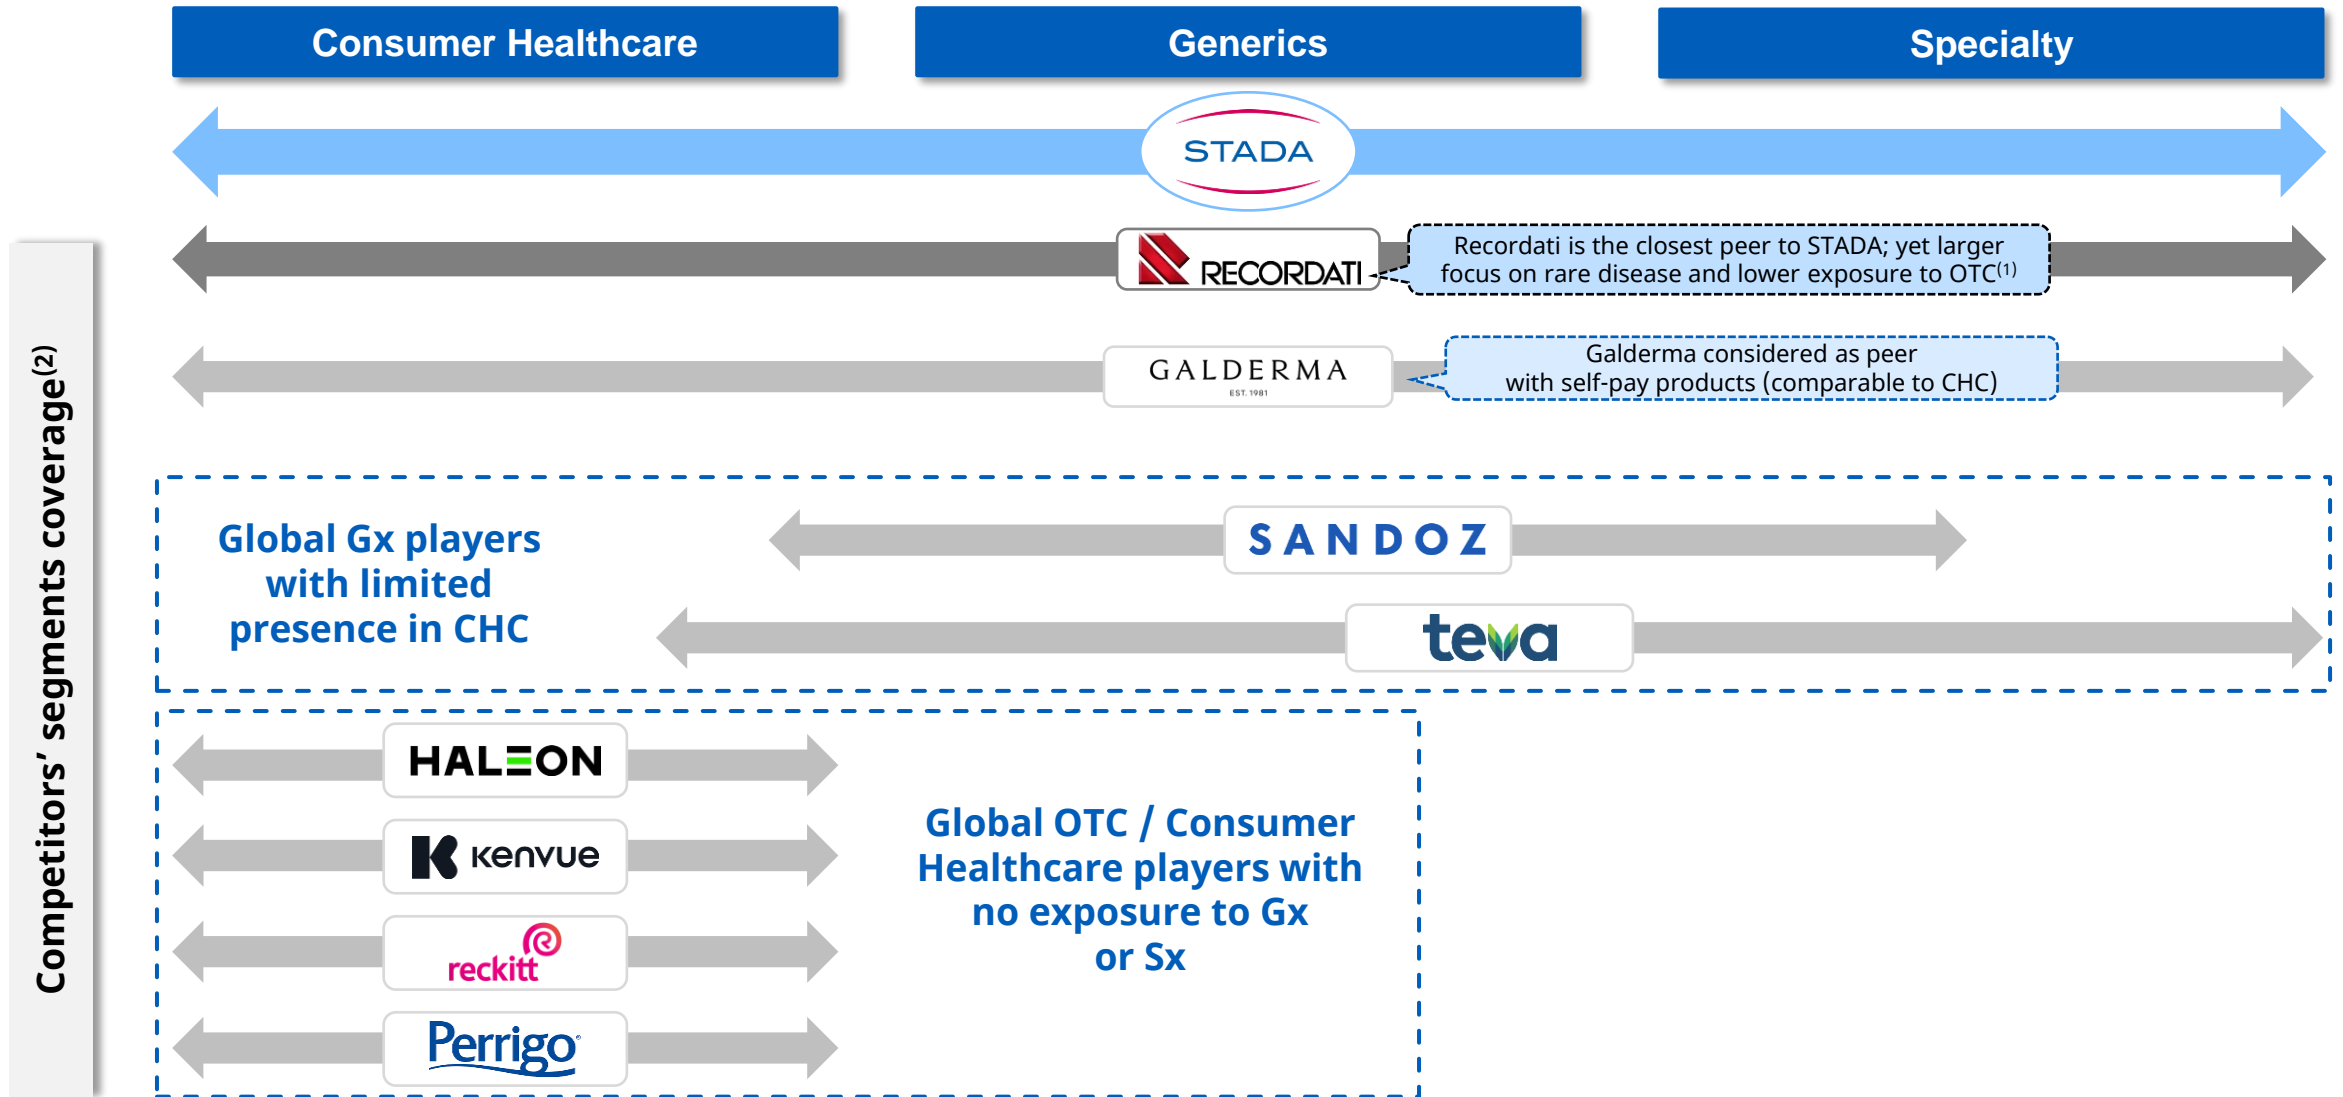 Consumer Healthcare
Generics
Specialty
STADA
RECORDATI
Recordati is the closest peer to STADA; yet larger
focus on rare disease and lower exposure to OTC(1)
GALDERMA
EST. 1981
Galderma considered as peer
with self-pay products (comparable to CHC)
Competitors’ segments coverage(2)
Global Gx players
with limited
presence in CHC
SANDOZ
teva
HALEON
kenvue
reckitt
Perrigo®
Global OTC / Consumer
Healthcare players with
no exposure to Gx
or Sx